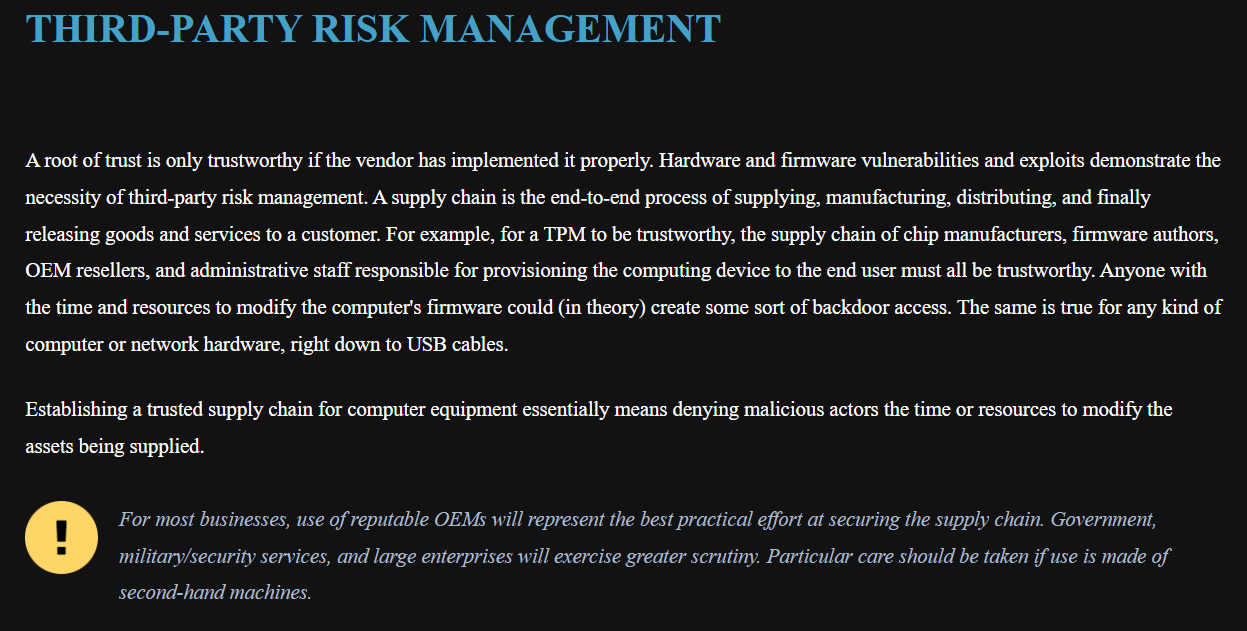 THIRD-PARTY RISK MANAGEMENT
A root of trust is only trustworthy if the vendor has implemented it properly. Hardware and firmware vulnerabilities and exploits demonstrate the
necessity of third-party risk management. A supply chain is the end-to-end process of supplying, manufacturing, distributing, and finally
releasing goods and services to a customer. For example, for a TPM to be trustworthy, the supply chain of chip manufacturers, firmware authors,
OEM resellers, and administrative staff responsible for provisioning the computing device to the end user must all be trustworthy. Anyone with
the time and resources to modify the computer's firmware could (in theory) create some sort of backdoor access. The same is true for any kind of
computer or network hardware, right down to USB cables.
Establishing a trusted supply chain for computer equipment essentially means denying malicious actors the time or resources to modify the
assets being supplied.
!
For most businesses, use of reputable OEMs will represent the best practical effort at securing the supply chain. Government,
military/security services, and large enterprises will exercise greater scrutiny. Particular care should be taken if use is made of
second-hand machines.